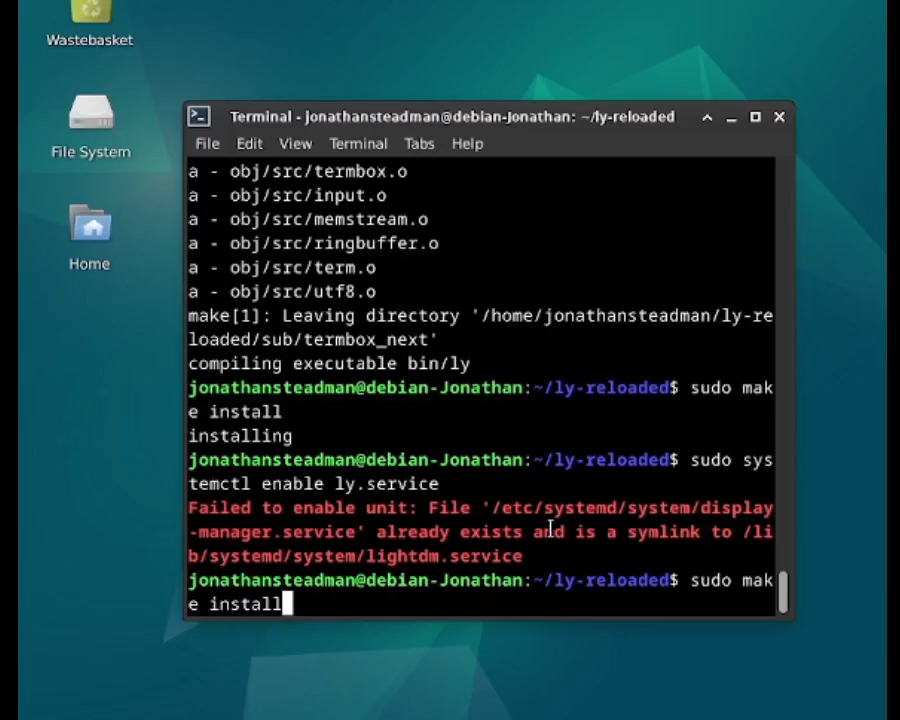 Wastebasket
File System
Home
Terminal - jonathansteadman@debian-Jonathan: ~/ly-reloaded
File Edit View Terminal Tabs Help
a - obj/src/termbox.o
a - obj/src/input.o
a - obj/src/memstream.o
a - obj/src/ringbuffer.o
a - obj/src/term.o
a - obj/src/utf8.o
make[1]: Leaving directory '/home/jonathansteadman/ly-re
loaded/sub/termbox_next'
compiling executable bin/ly
jonathansteadman@debian-Jonathan:~/ly-reloaded$ sudo mak
e install
installing
jonathansteadman@debian-Jonathan:~/ly-reloaded$ sudo sys
temctl enable ly.service
Failed to enable unit: File '/etc/systemd/system/display
-manager.service' already exists and is a symlink to /li
b/systemd/system/lightdm.service
jonathansteadman@debian-Jonathan:~/ly-reloaded$ sudo mak
e install